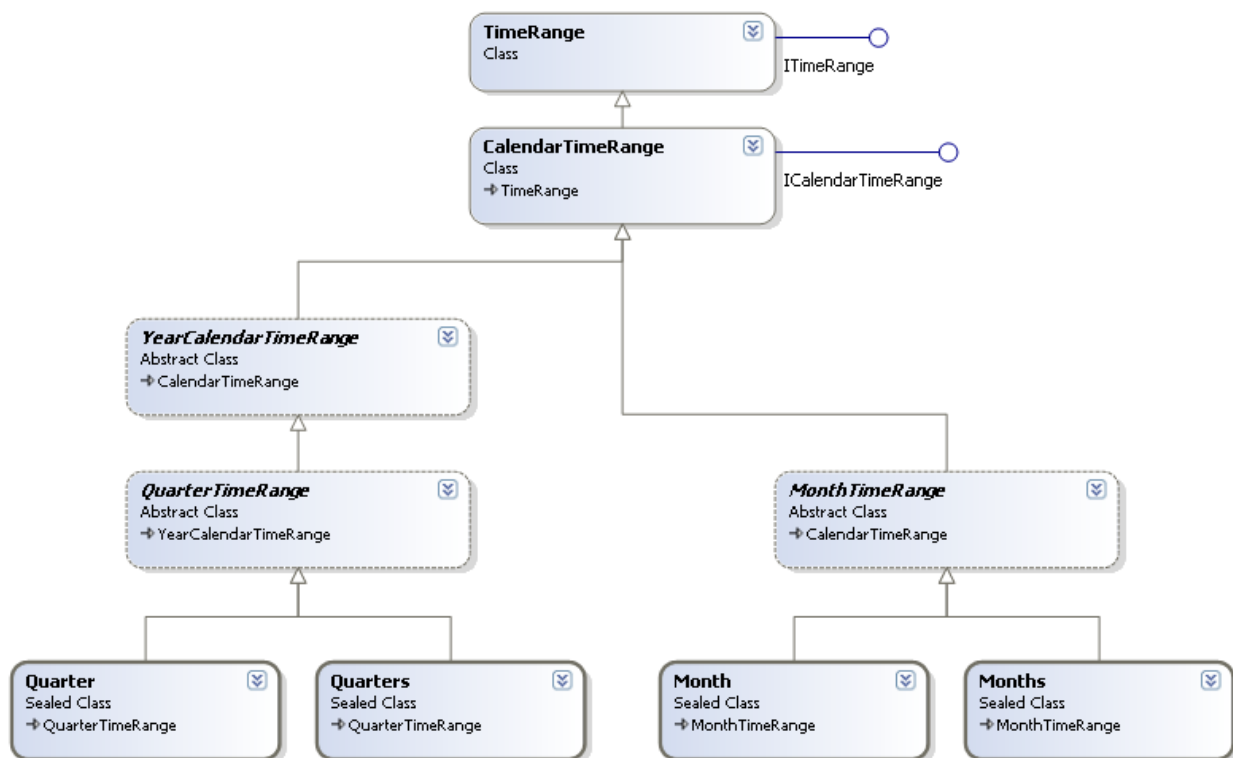 TimeRange
Class
ITimeRange
CalendarTimeRange
Class
TimeRange
ICalendarTimeRange
YearCalendarTimeRange
Abstract Class
CalendarTimeRange
QuarterTimeRange
Abstract Class
YearCalendarTimeRange
MonthTimeRange
Abstract Class
CalendarTimeRange
Quarter
Sealed Class
QuarterTimeRange
Quarters
Sealed Class
QuarterTimeRange
Month
Sealed Class
MonthTimeRange
Months
Sealed Class
MonthTimeRange